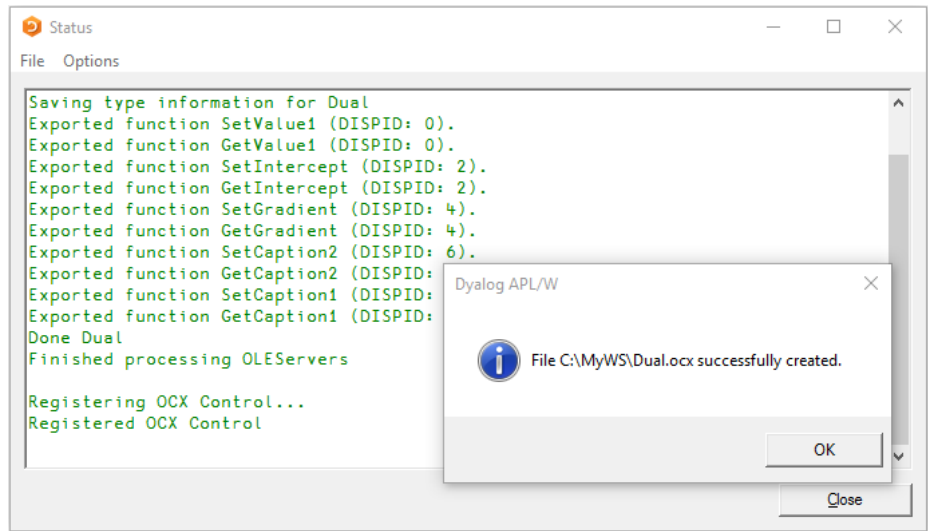 Status
File Options
Saving type information for Dual
Exported function SetValue1 (DISPID: 0).
Exported function GetValue1 (DISPID: 0).
Exported function SetIntercept (DISPID: 2).
Exported function GetIntercept (DISPID: 2).
Exported function SetGradient (DISPID: 4).
Exported function GetGradient (DISPID: 4).
Exported function SetCaption2 (DISPID: 6).
Exported function GetCaption2 (DISPID:
Exported function SetCaption1 (DISPID:
Exported function GetCaption1 (DISPID:
Done Dual
Finished processing OLEServers
Registering OCX Control...
Registered OCX Control
Dyalog APL/W
File C:\MyWS\Dual.ocx successfully created.
OK
Close